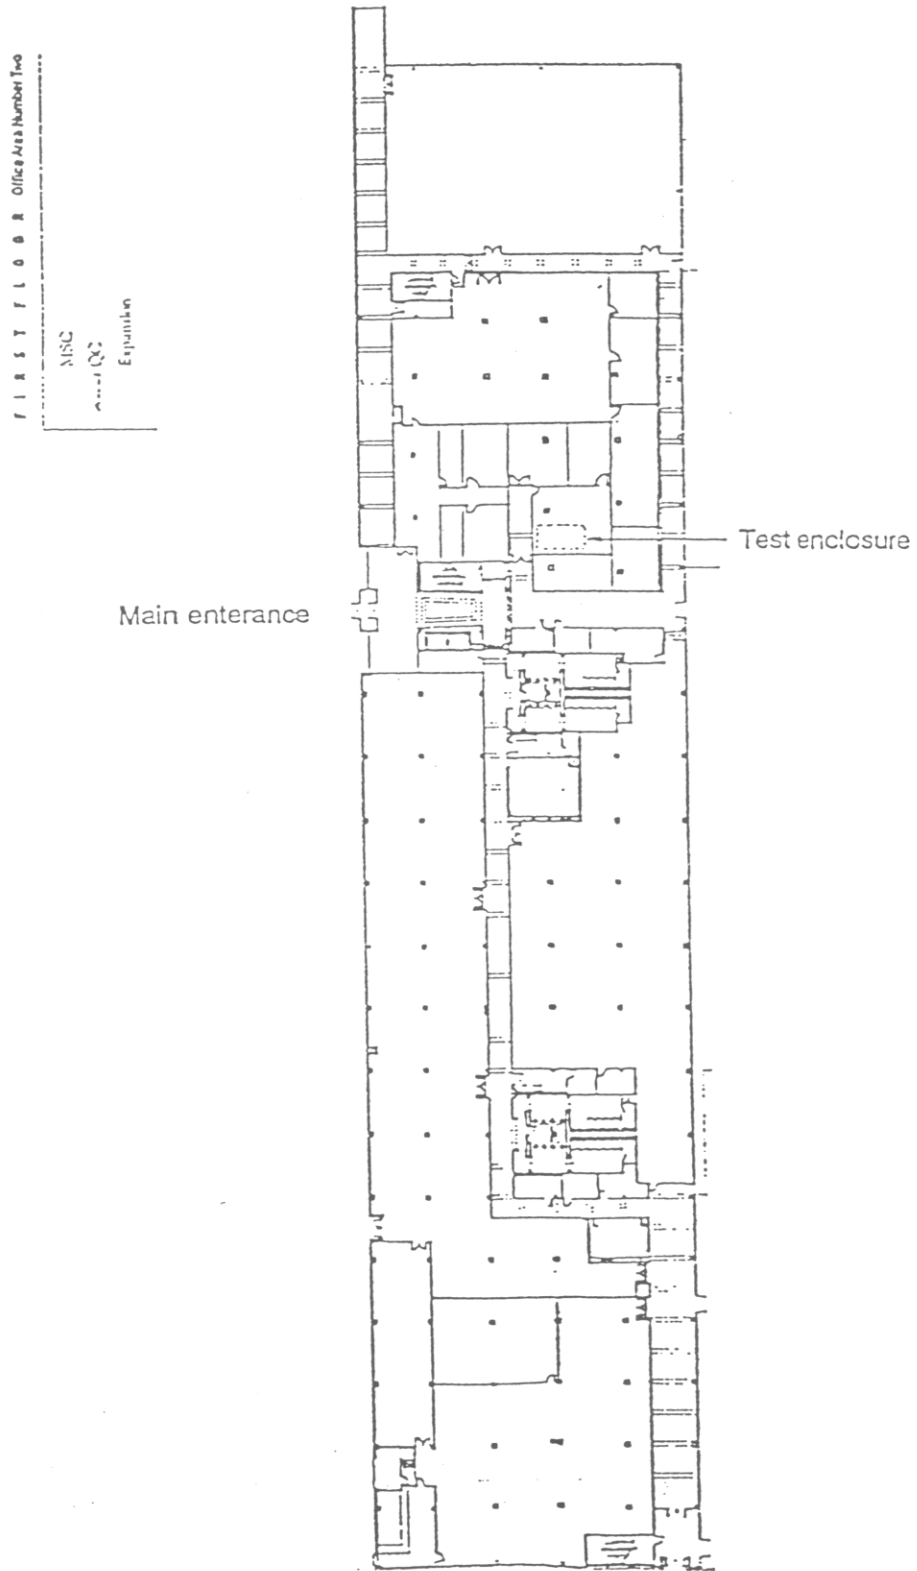 FIRST FLOOR Office Area Number Two
MSC
QC
Expansion
Test enclosure
Main enterance